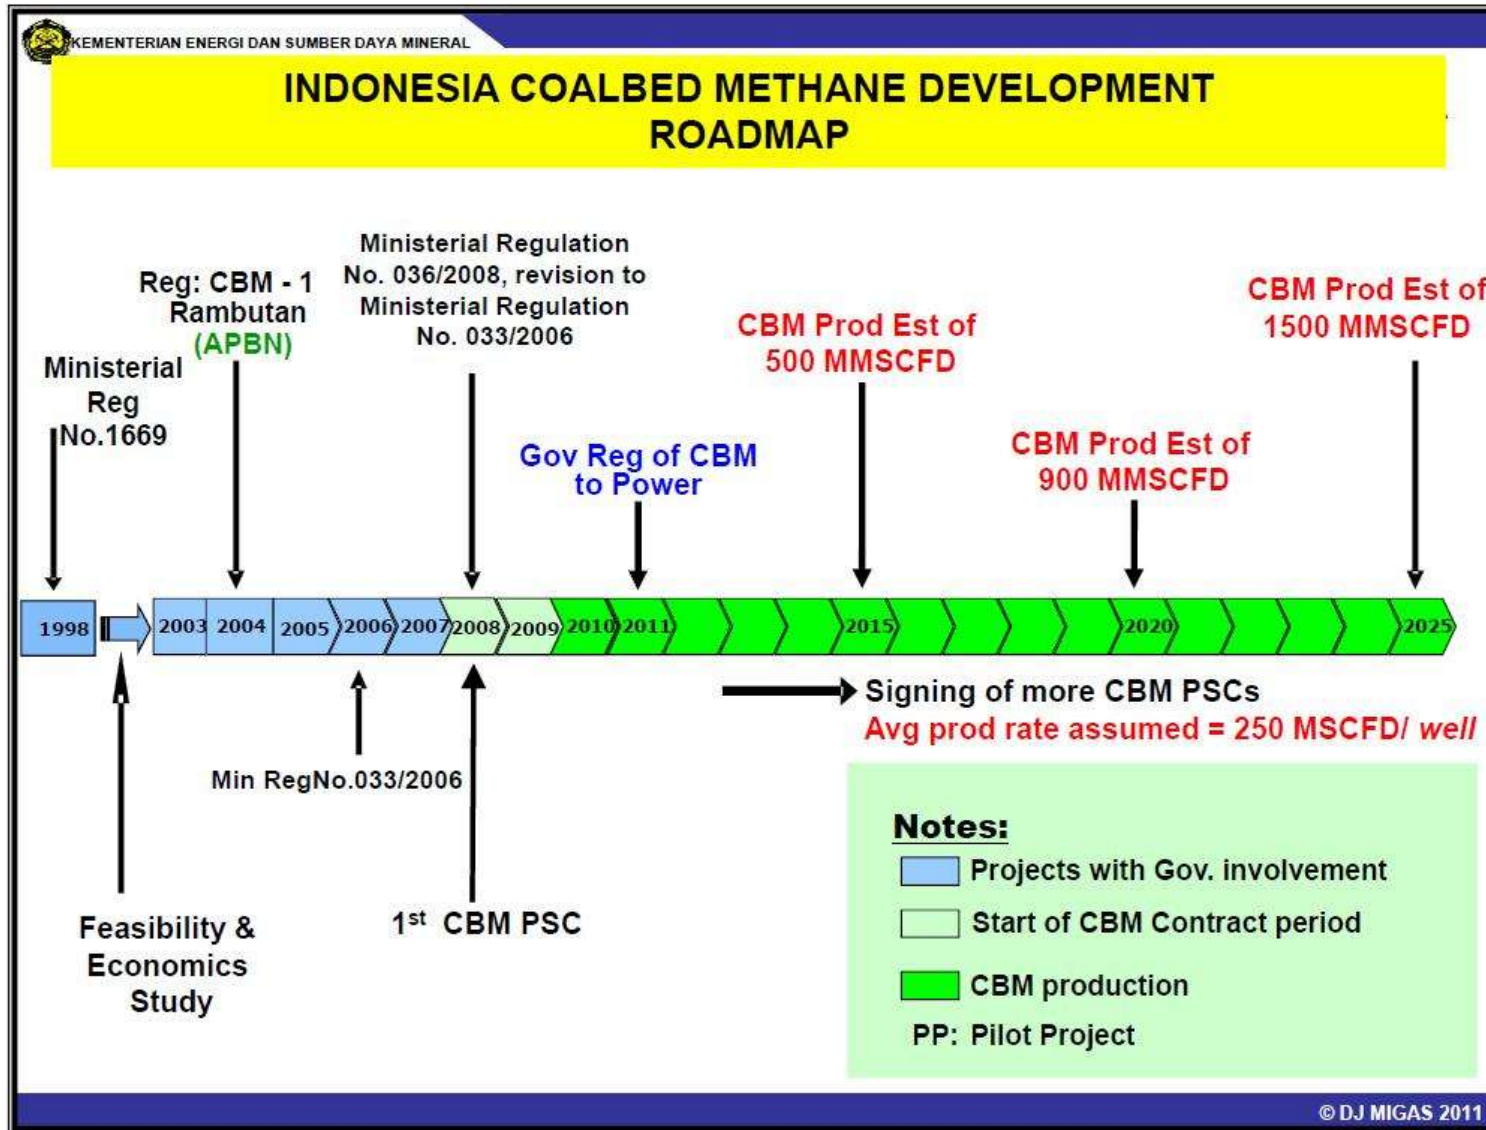 KEMENTERIAN ENERGI DAN SUMBER DAYA MINERAL
INDONESIA COALBED METHANE DEVELOPMENT
ROADMAP
Ministerial
Reg
No.1669
Reg: CBM - 1
Rambutan
(APBN)
Ministerial Regulation
No. 036/2008, revision to
Ministerial Regulation
No. 033/2006
Gov Reg of CBM
to Power
CBM Prod Est of
500 MMSCFD
CBM Prod Est of
900 MMSCFD
CBM Prod Est of
1500 MMSCFD
1998 2003 2004 2005 2006 2007 2008 2009 2010 2011 2015 2020 2025
Signing of more CBM PSCs
Avg prod rate assumed = 250 MSCFD/ well
Min RegNo.033/2006
Feasibility &
Economics
Study
1st CBM PSC
Notes:
Projects with Gov. involvement
Start of CBM Contract period
CBM production
PP: Pilot Project
© DJ MIGAS 2011